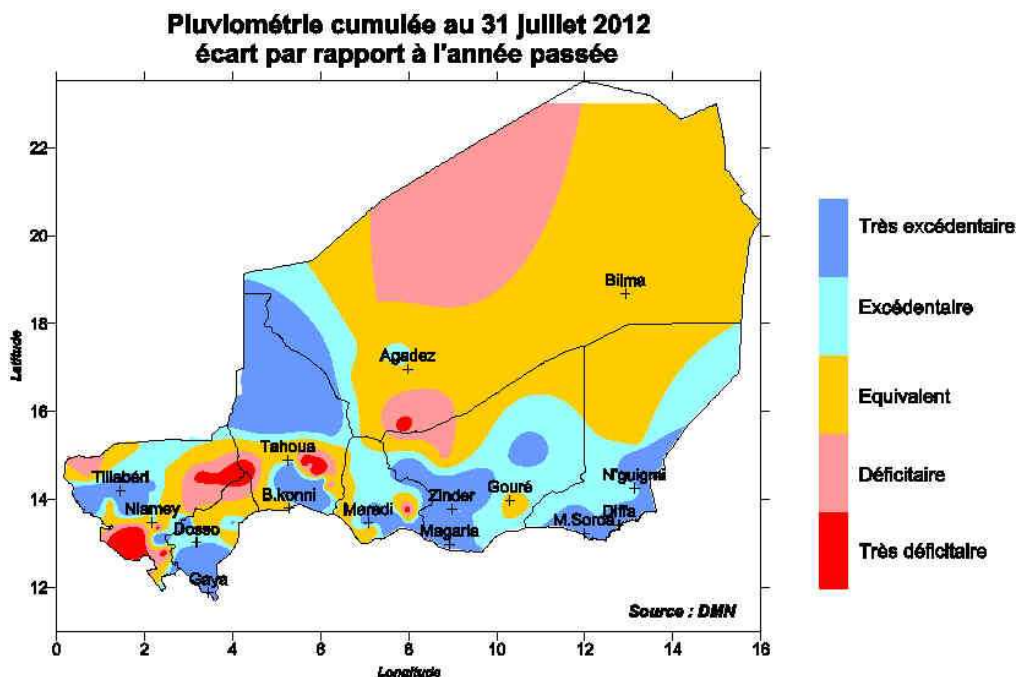 Pluviométrie cumulée au 31 juillet 2012
écart par rapport à l'année passée
22
20
18
16
14
12
Latitude
Bilma
Agadez
Tahoua
Tillabéri
N'guigmi
B.konni
Zinder
Gouré
Niamey
Maradi
Diffa
Dosso
M.Soroa
Magaria
Gaya
Source : DMN
0 2 4 6 8 10 12 14 16
Longitude
Très excédentaire
Excédentaire
Equivalent
Déficitaire
Très déficitaire